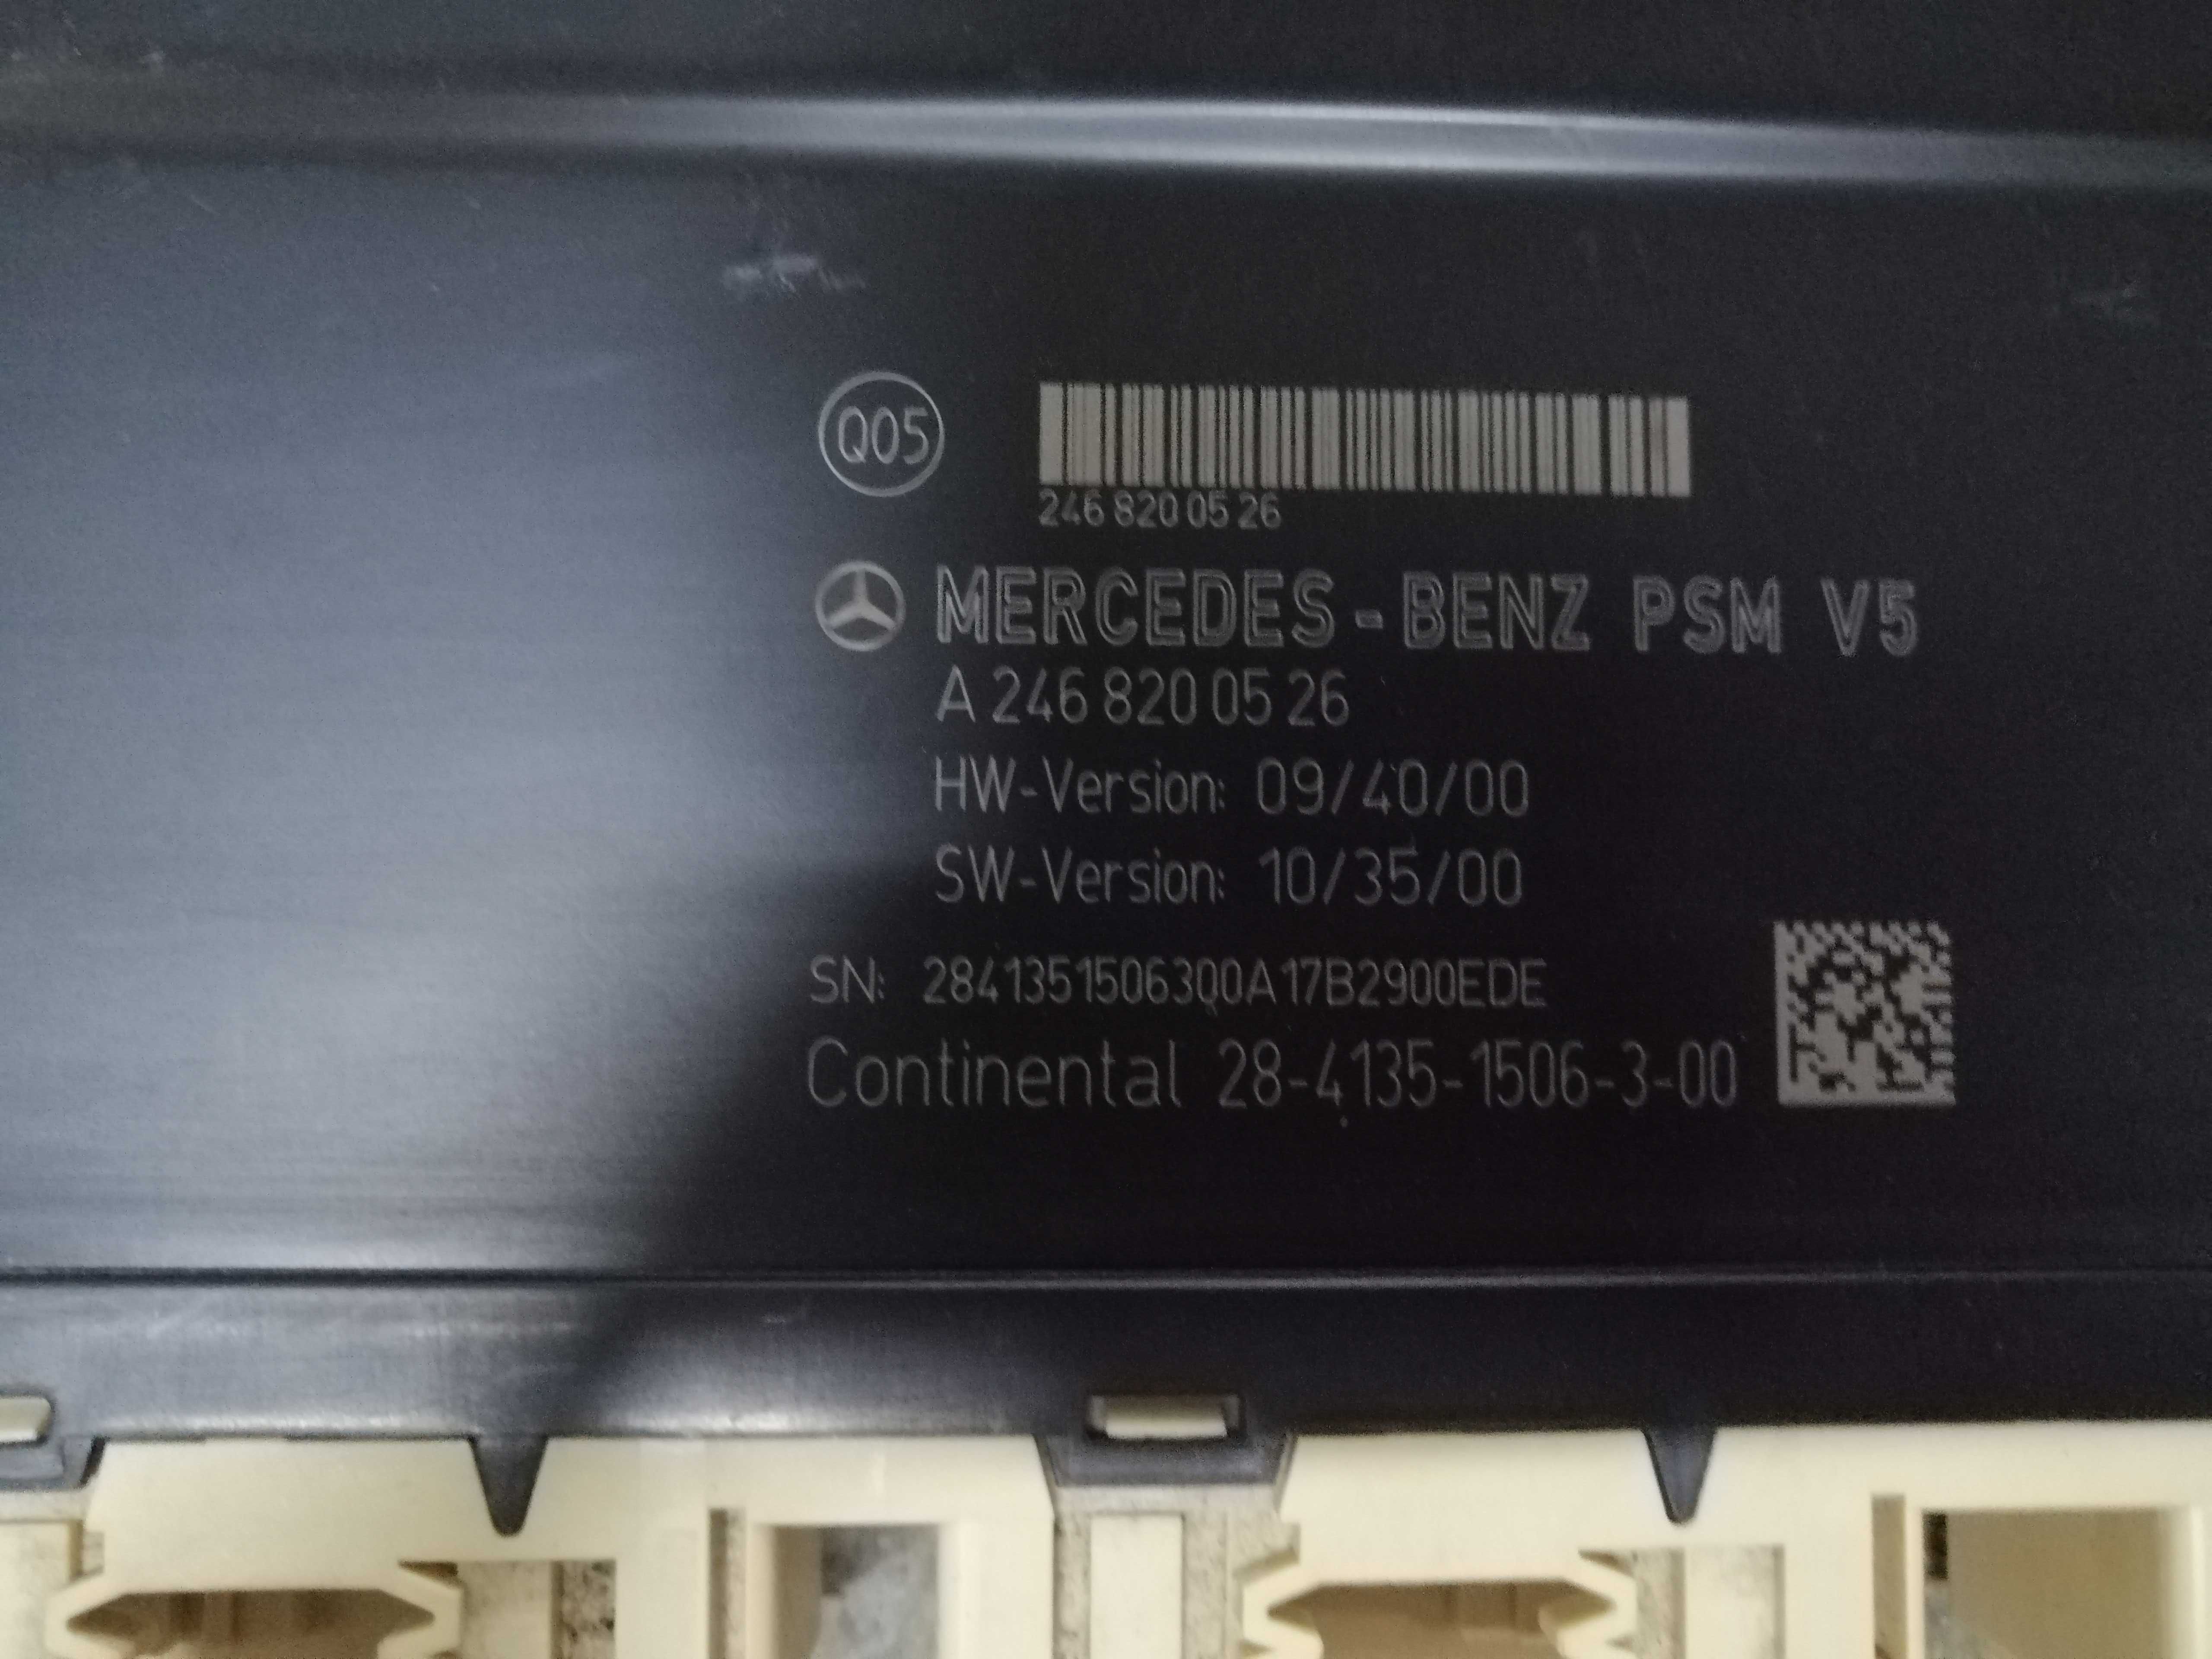 Q05
246 820 05 26
MERCEDES-BENZ PSM V5
A 246 820 05 26
HW-Version: 09/40/00
SW-Version: 10/35/00
SN: 2841351506300A17B2900EDE
Continental 28-4135-1506-3-00